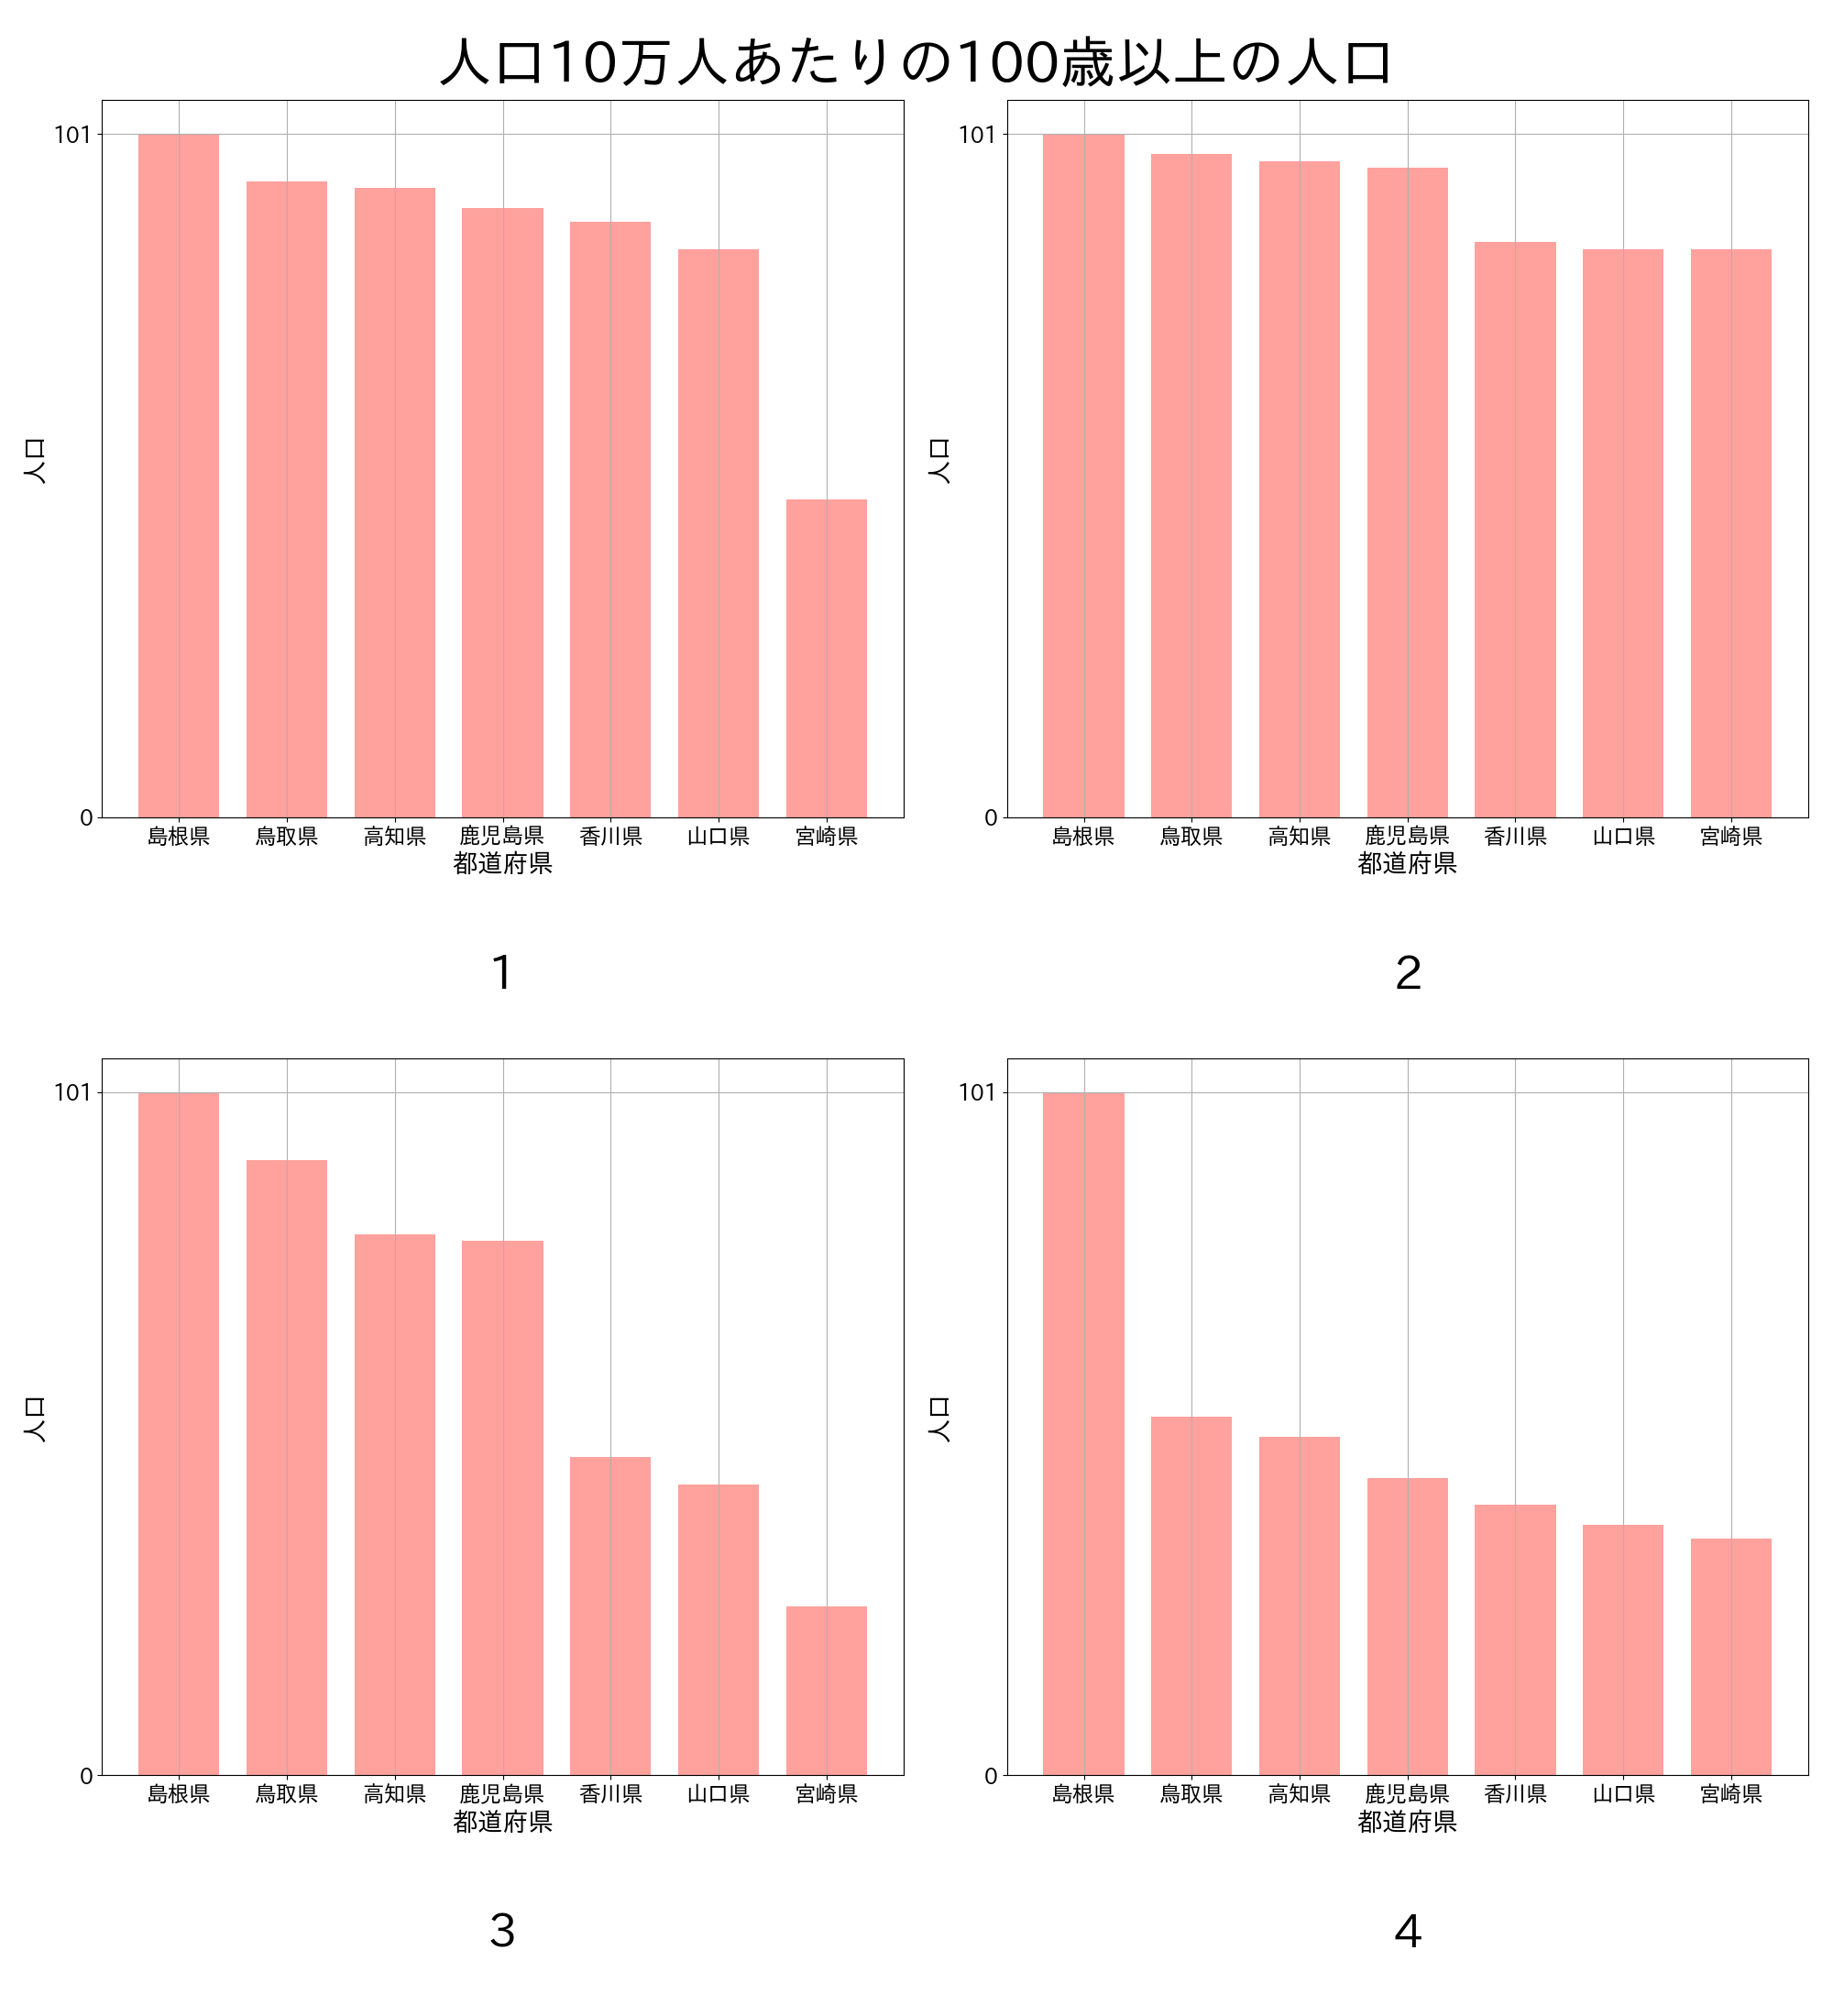 人口10万人あたりの100歳以上の人口
101
0
人口
島根県 鳥取県 高知県 鹿児島県 香川県 山口県 宮崎県
都道府県
1
101
0
人口
島根県 鳥取県 高知県 鹿児島県 香川県 山口県 宮崎県
都道府県
2
101
0
人口
島根県 鳥取県 高知県 鹿児島県 香川県 山口県 宮崎県
都道府県
3
101
0
人口
島根県 鳥取県 高知県 鹿児島県 香川県 山口県 宮崎県
都道府県
4